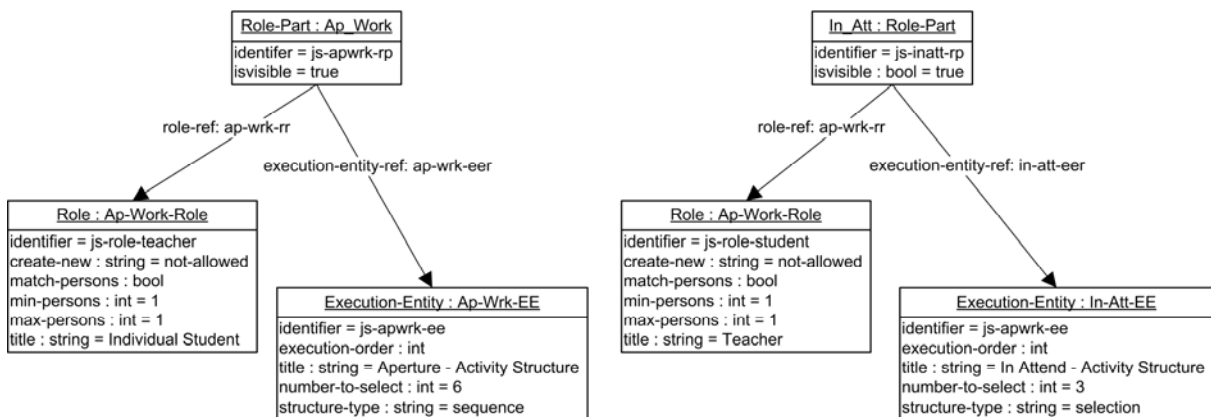 Role-Part : Ap_Work
identifer = js-apwrk-rp
isvisible = true
role-ref: ap-wrk-rr
execution-entity-ref: ap-wrk-eer
Role : Ap-Work-Role
identifier = js-role-teacher
create-new : string = not-allowed
match-persons : bool
min-persons : int = 1
max-persons : int = 1
title : string = Individual Student
Execution-Entity : Ap-Wrk-EE
identifier = js-apwrk-ee
execution-order : int
title : string = Aperture - Activity Structure
number-to-select : int = 6
structure-type : string = sequence
In_Att : Role-Part
identifier = js-inatt-rp
isvisible : bool = true
role-ref: ap-wrk-rr
execution-entity-ref: in-att-eer
Role : Ap-Work-Role
identifier = js-role-student
create-new : string = not-allowed
match-persons : bool
min-persons : int = 1
max-persons : int = 1
title : string = Teacher
Execution-Entity : In-Att-EE
identifier = js-apwrk-ee
execution-order : int
title : string = In Attend - Activity Structure
number-to-select : int = 3
structure-type : string = selection